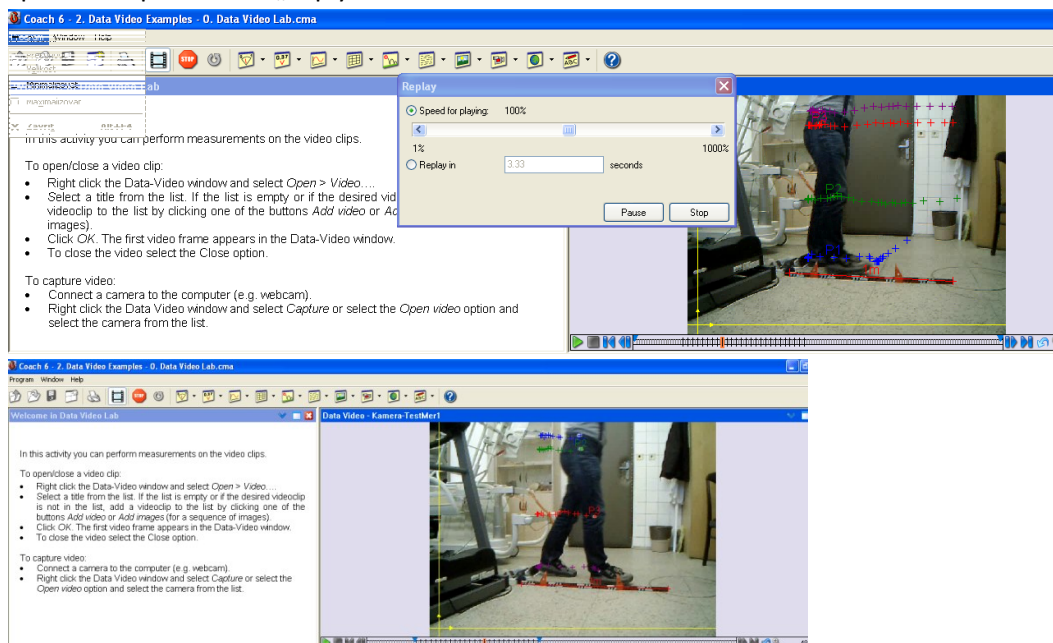 Coach 6 - 2. Data Video Examples - 0. Data Video Lab.cma
Window Help
Velikost
Minimalizovat
maximalizovat
Zavřít Alt+F4
ab
Replay
Speed for playing: 100%
1% 1000%
Replay in 3.33 seconds
Pause Stop
In this activity you can perform measurements on the video clips.
To open/close a video clip:
• Right click the Data-Video window and select Open > Video....
• Select a title from the list. If the list is empty or if the desired vid
videoclip to the list by clicking one of the buttons Add video or Ad
images).
• Click OK. The first video frame appears in the Data-Video window.
• To close the video select the Close option.
To capture video:
• Connect a camera to the computer (e.g. webcam).
• Right click the Data Video window and select Capture or select the Open video option and
select the camera from the list.
P2
P1
Coach 6 - 2. Data Video Examples - 0. Data Video Lab.cma
Program Window Help
STOP
Welcome in Data Video Lab
Data Video - Kamera-TestMer1
In this activity you can perform measurements on the video clips.
To open/close a video clip:
• Right click the Data-Video window and select Open > Video....
• Select a title from the list. If the list is empty or if the desired videoclip
is not in the list, add a videoclip to the list by clicking one of the
buttons Add video or Add images (for a sequence of images).
• Click OK. The first video frame appears in the Data-Video window.
• To close the video select the Close option.
To capture video:
• Connect a camera to the computer (e.g. webcam).
• Right click the Data Video window and select Capture or select the
Open video option and select the camera from the list.